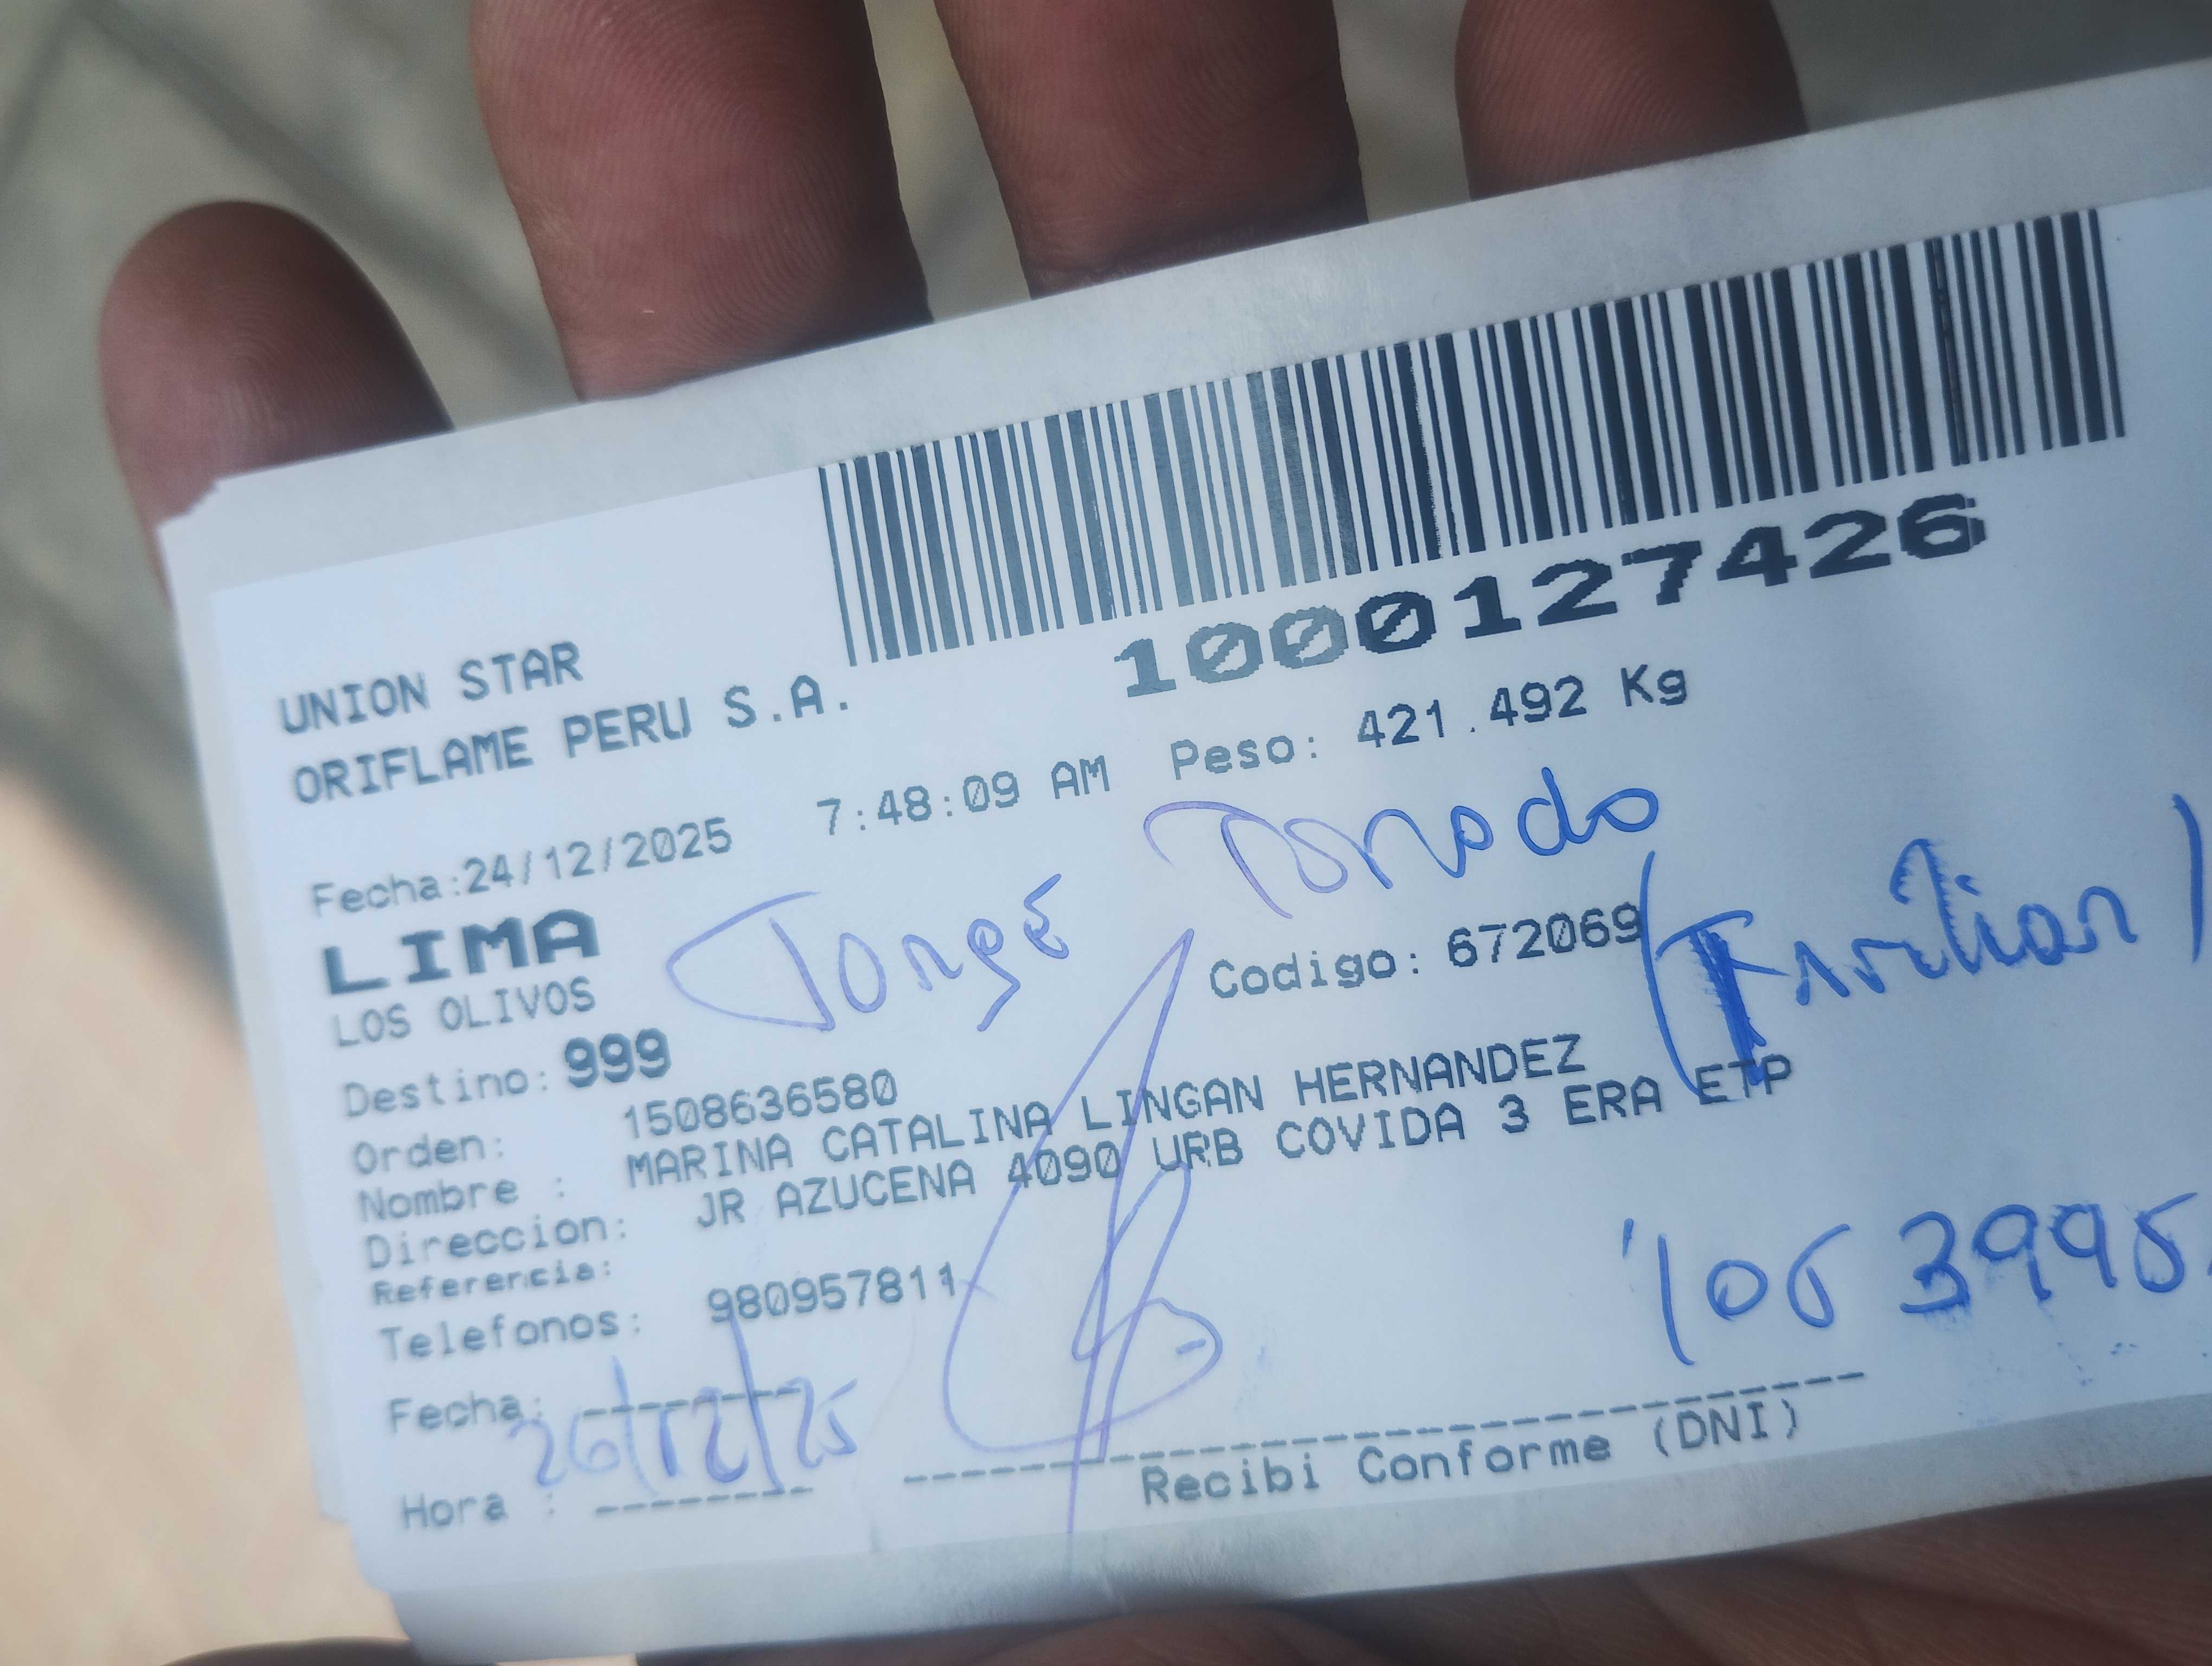 1000127426
UNION STAR
ORIFLAME PERU S.A.
Fecha:24/12/2025 7:48:09 AM Peso: 421.492 Kg
LIMA Jorge
LOS OLIVOS Codigo: 672069
Destino: 999
Orden: 1508636580
Nombre : MARINA CATALINA LINGAN HERNANDEZ
Direccion: JR AZUCENA 4090 URB COVIDA 3 ERA ETP
Referencia:
Telefonos: 980957811
Fecha: 26/12/25
Hora :
Recibi Conforme (DNI)